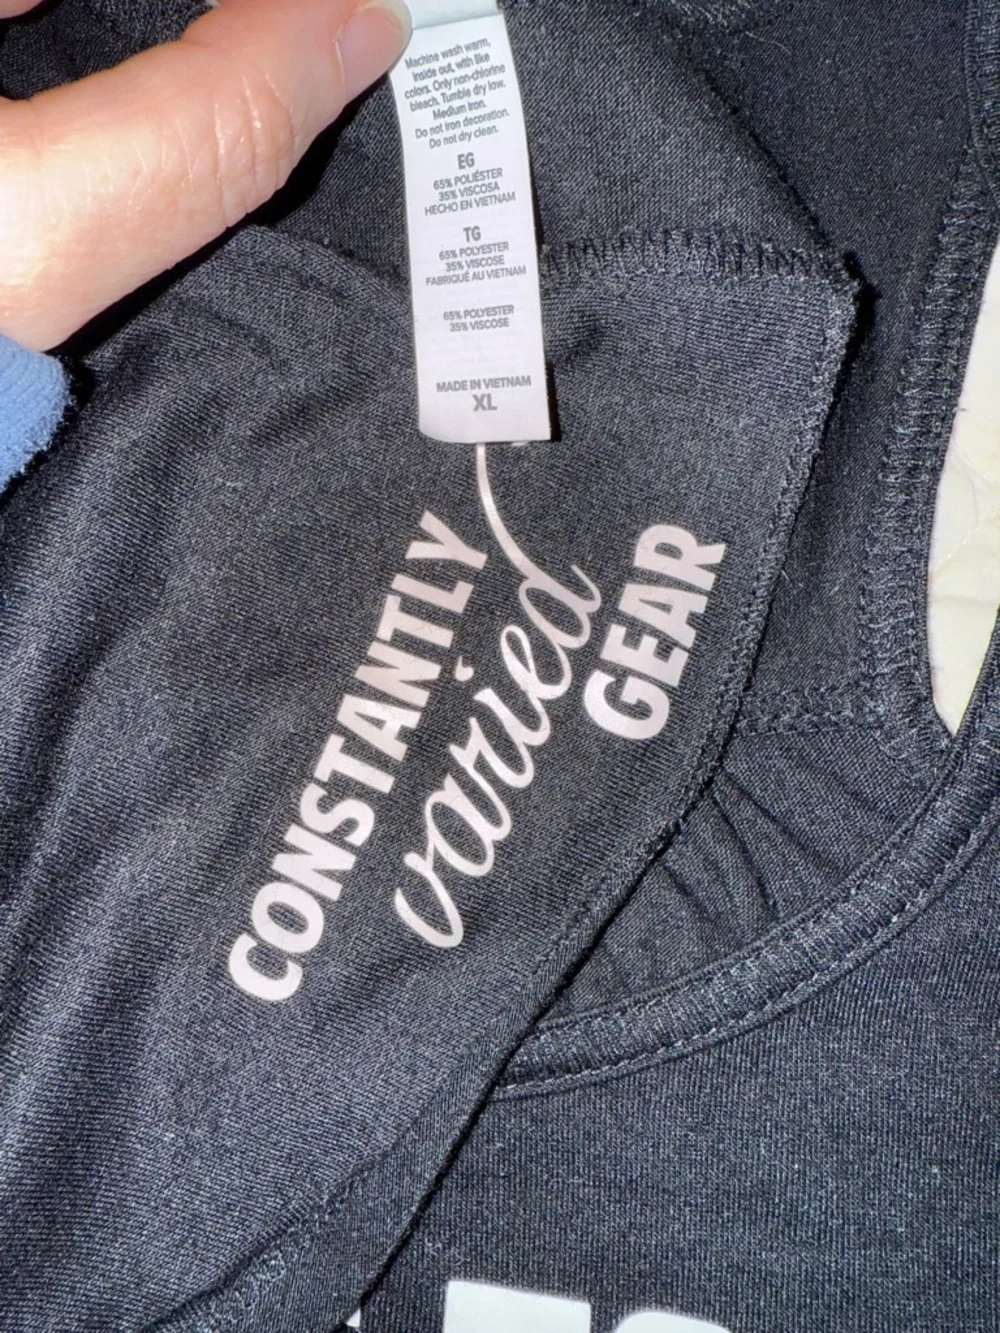 Machine wash warm,
inside out, with like
colors. Only non-chlorine
bleach. Tumble dry low.
Medium iron.
Do not iron decoration.
Do not dry clean.
EG
65% POLIÉSTER
35% VISCOSA
HECHO EN VIETNAM
TG
65% POLYESTER
35% VISCOSE
FABRIQUÉ AU VIETNAM
65% POLYESTER
35% VISCOSE
MADE IN VIETNAM
XL
CONSTANTLY
varied
GEAR